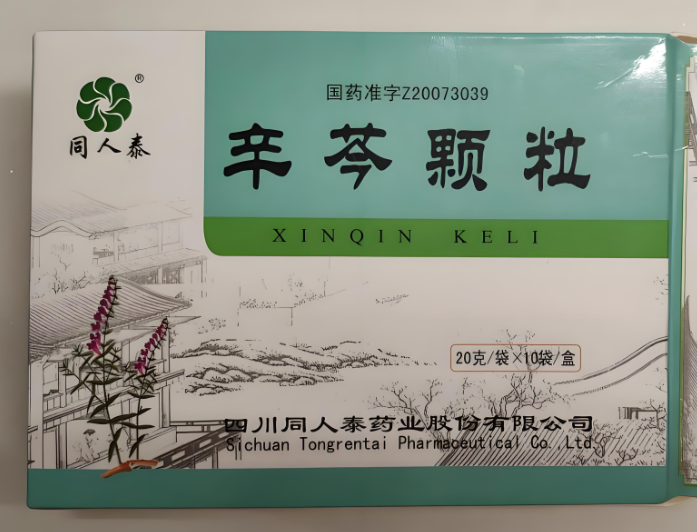 ®
同人泰
国药准字Z20073039
辛芩颗粒
XINQIN KELI
20克/袋×10袋/盒
四川同人泰药业股份有限公司
Sichuan Tongrentai Pharmaceutical Co.,Ltd.